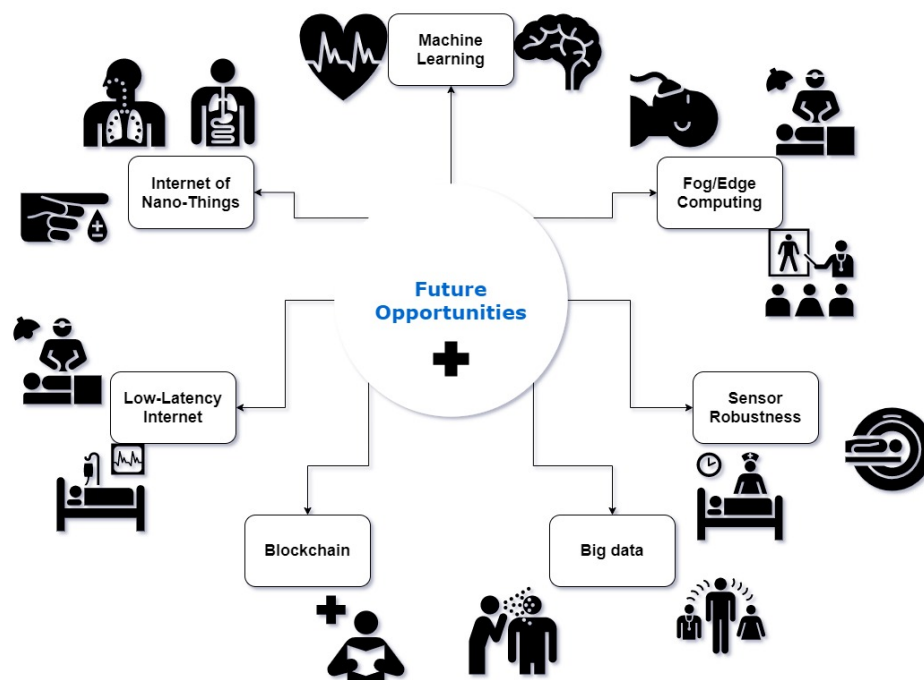 Machine
Learning
Internet of
Nano-Things
Fog/Edge
Computing
Future
Opportunities
Low-Latency
Internet
Sensor
Robustness
Blockchain
Big data